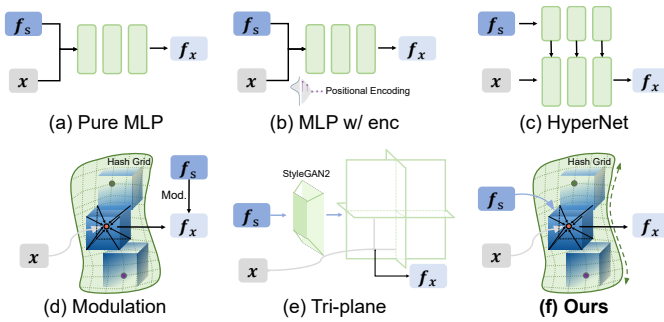 f_s
x
f_x
(a) Pure MLP
f_s
x
Positional Encoding
f_x
(b) MLP w/ enc
f_s
x
f_x
(c) HyperNet
Hash Grid
f_s
Mod.
f_x
x
(d) Modulation
StyleGAN2
f_s
x
f_x
(e) Tri-plane
Hash Grid
f_s
f_x
x
(f) Ours